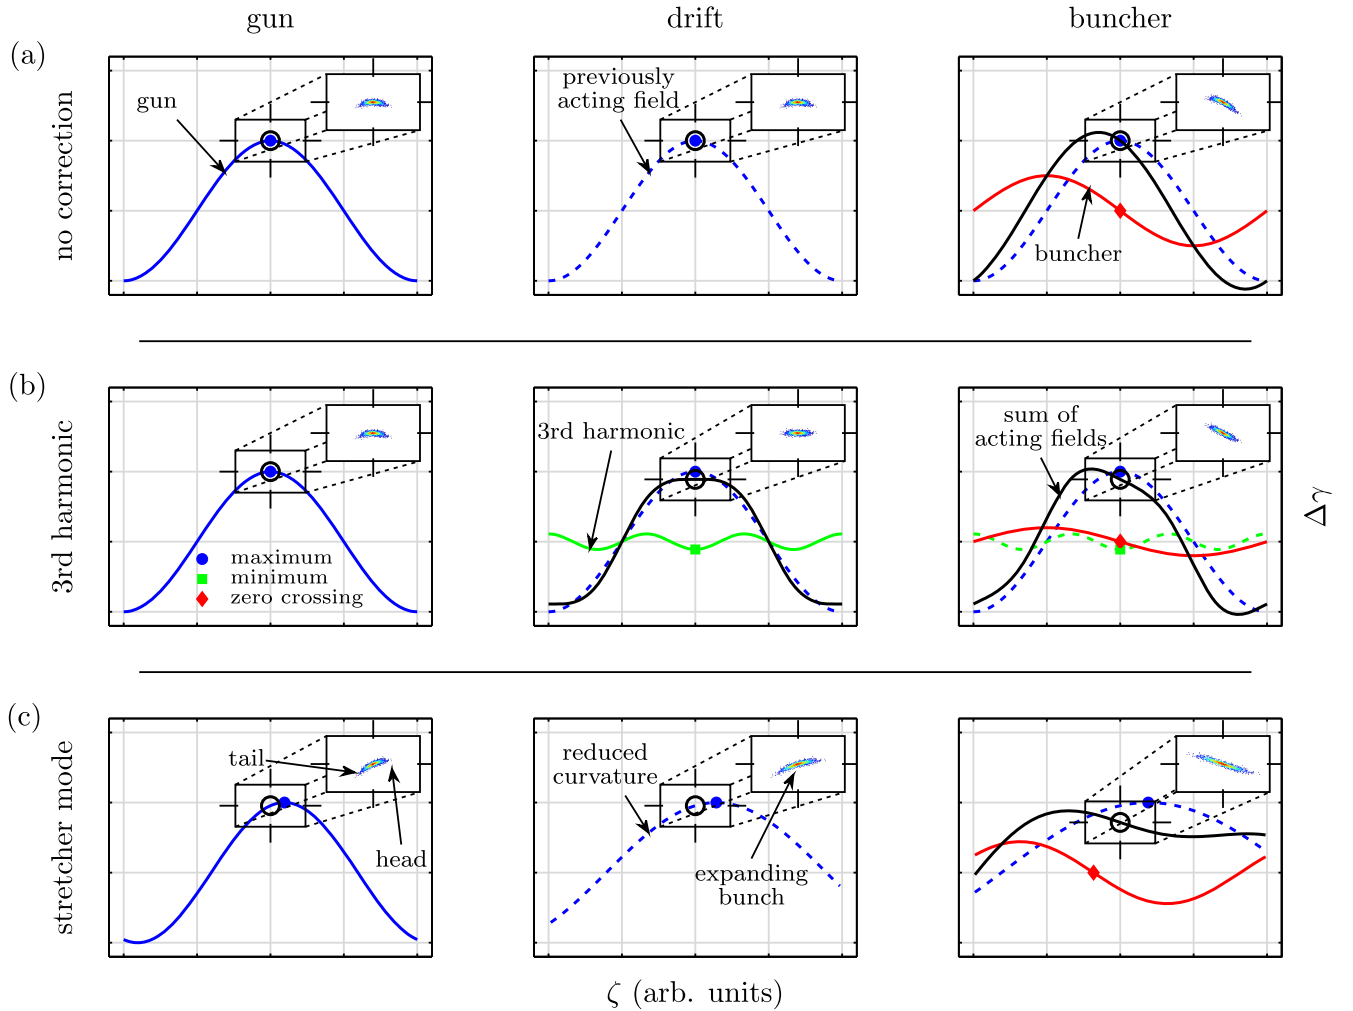 gun
drift
buncher
(a)
no correction
gun
previously
acting field
buncher
(b)
3rd harmonic
maximum
minimum
zero crossing
3rd harmonic
sum of
acting fields
Δγ
(c)
stretcher mode
tail
head
reduced
curvature
expanding
bunch
ζ (arb. units)